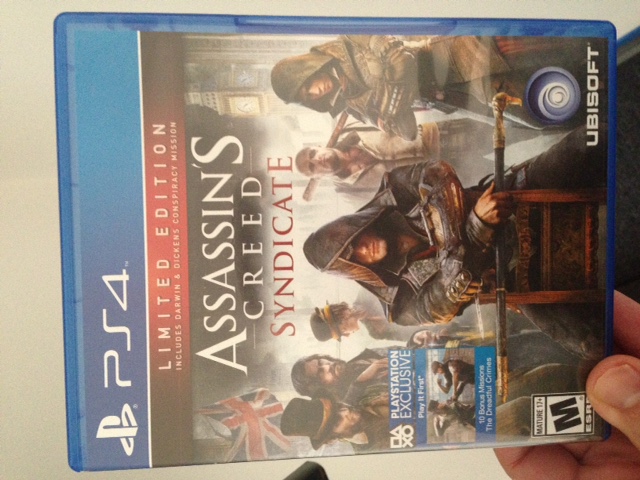 PS4™
LIMITED EDITION
INCLUDES DARWIN & DICKENS CONSPIRACY MISSION
ASSASSIN'S
CREED
SYNDICATE
PLAYSTATION
EXCLUSIVE
Play It First*
10 Bonus Missions
The Dreadful Crimes
MATURE 17+
M
ESRB
UBISOFT